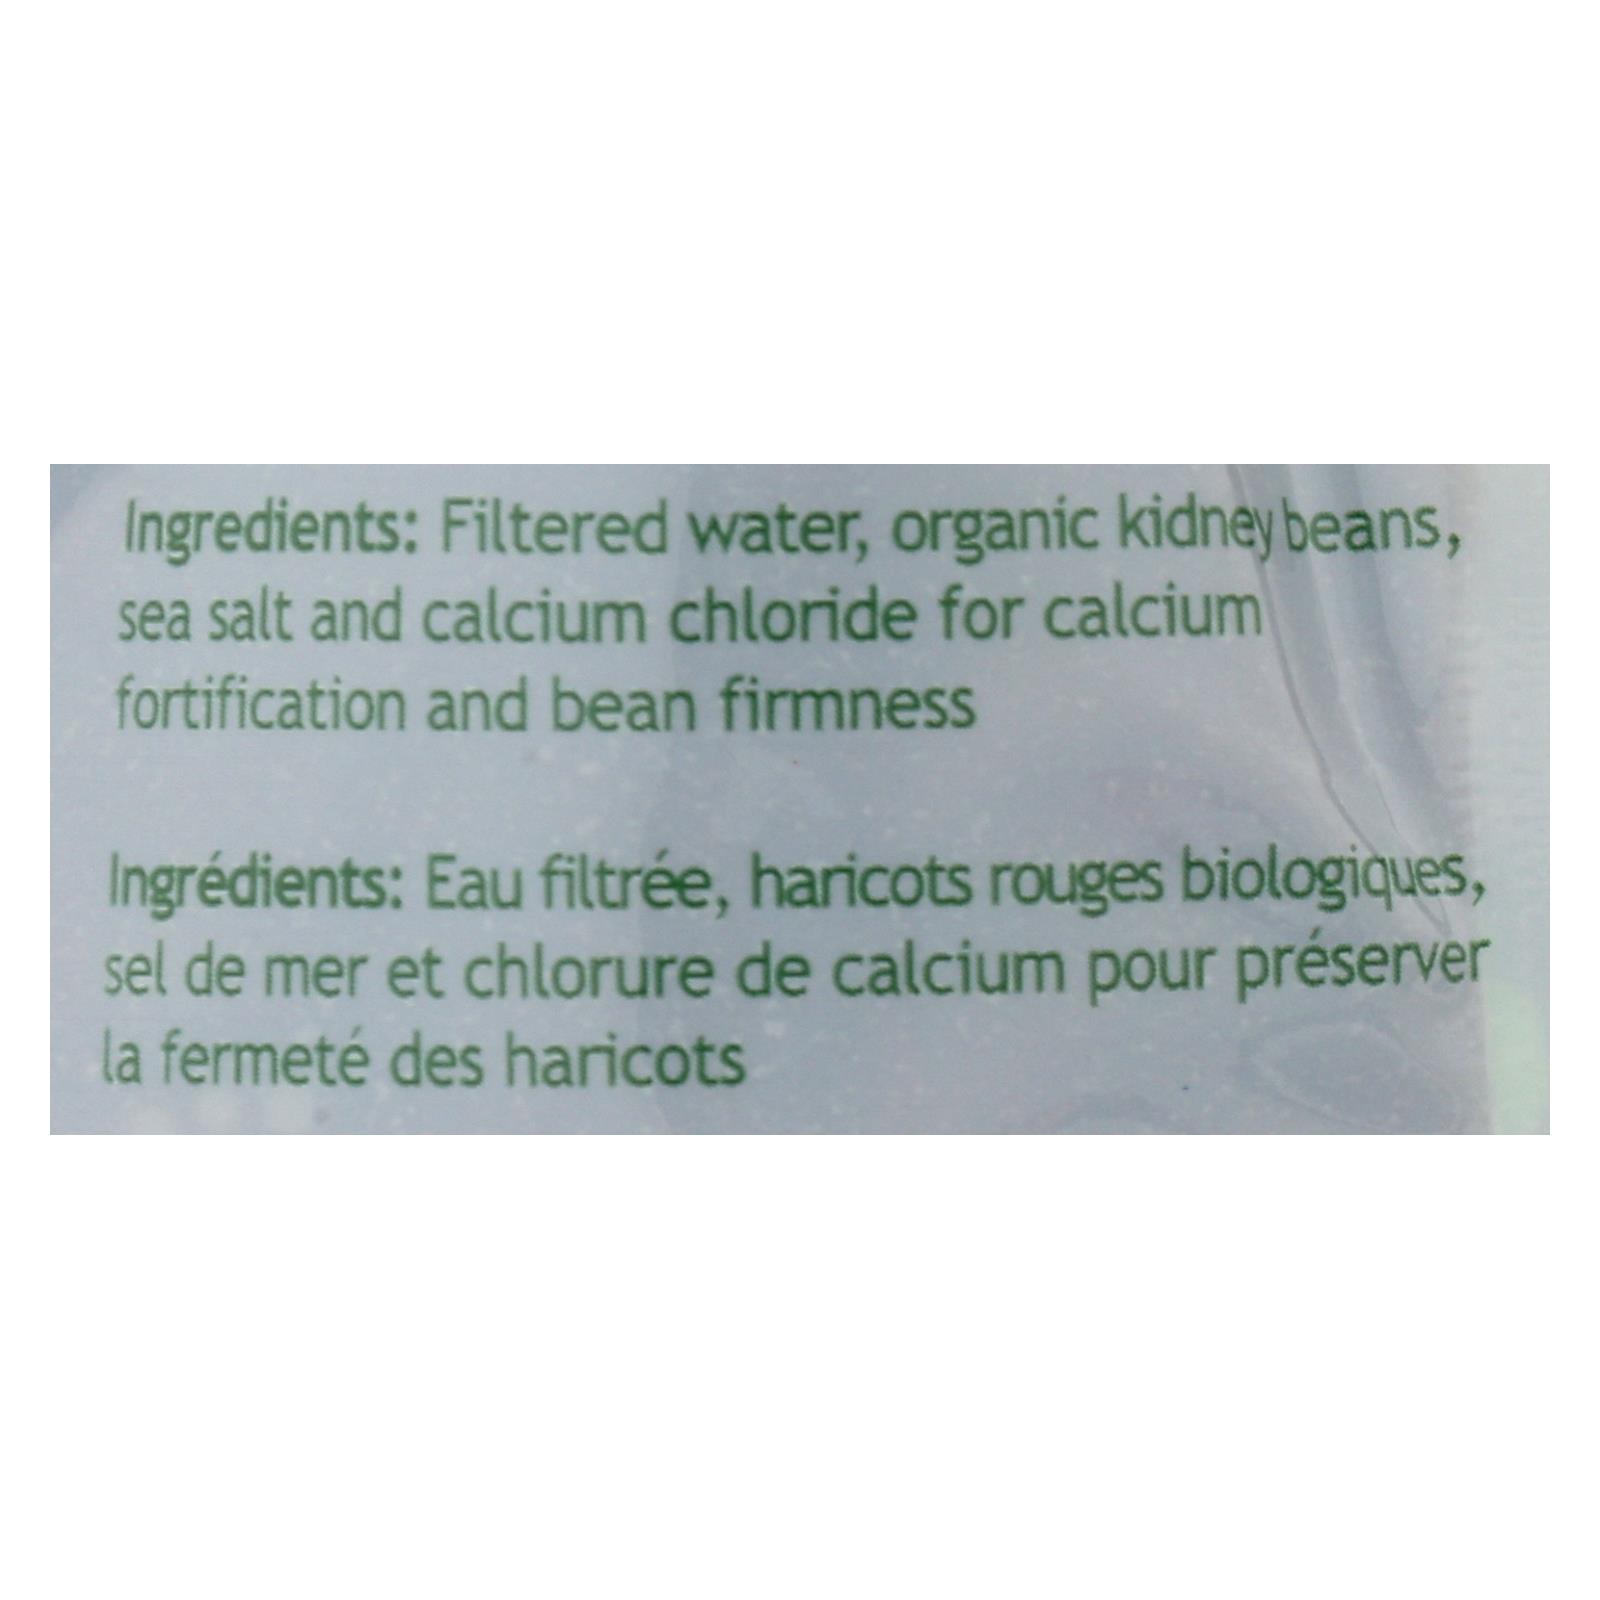 Ingredients: Filtered water, organic kidney beans,
sea salt and calcium chloride for calcium
fortification and bean firmness
Ingrédients: Eau filtrée, haricots rouges biologiques,
sel de mer et chlorure de calcium pour préserver
la fermeté des haricots